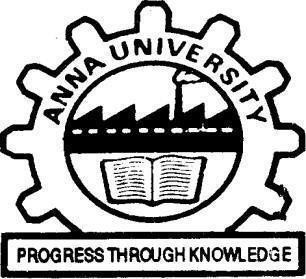 ANNA UNIVERSITY
PROGRESS THROUGH KNOWLEDGE